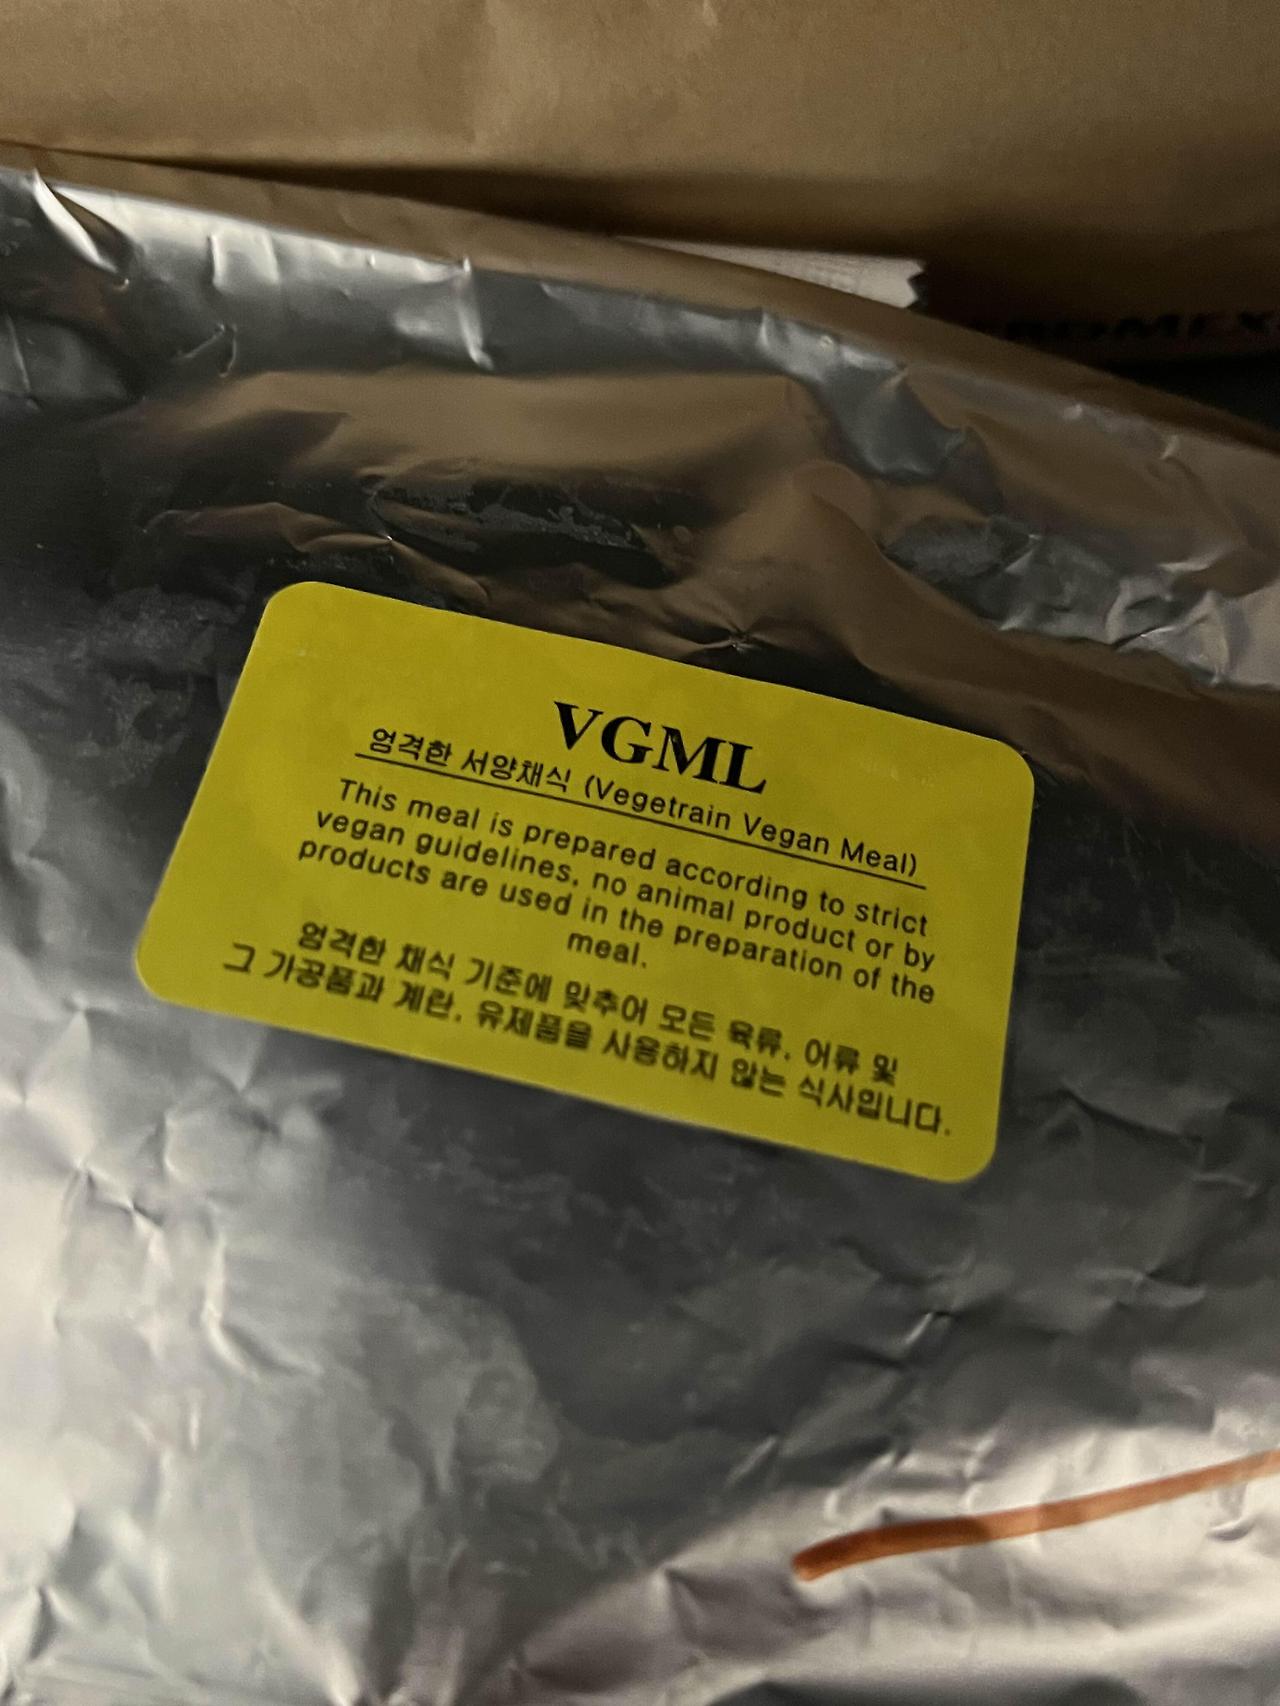 VGML
엄격한 서양채식 (Vegetrain Vegan Meal)
This meal is prepared according to strict
vegan guidelines, no animal product or by
products are used in the preparation of the
meal.
엄격한 채식 기준에 맞추어 모든 육류, 어류 및
그 가공품과 계란, 유제품을 사용하지 않는 식사입니다.